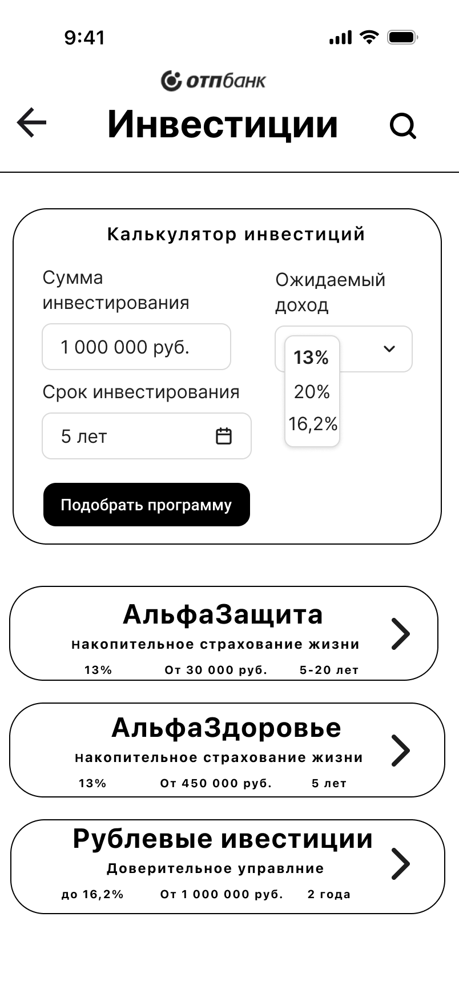 9:41
отпбанк
Инвестиции
Калькулятор инвестиций
Сумма
инвестирования
1 000 000 руб.
Ожидаемый
доход
13%
20%
16,2%
Срок инвестирования
5 лет
Подобрать программу
АльфаЗащита
Накопительное страхование жизни
13% От 30 000 руб. 5-20 лет
АльфаЗдоровье
Накопительное страхование жизни
13% От 450 000 руб. 5 лет
Рублевые ивестиции
Доверительное управлние
до 16,2% От 1 000 000 руб. 2 года